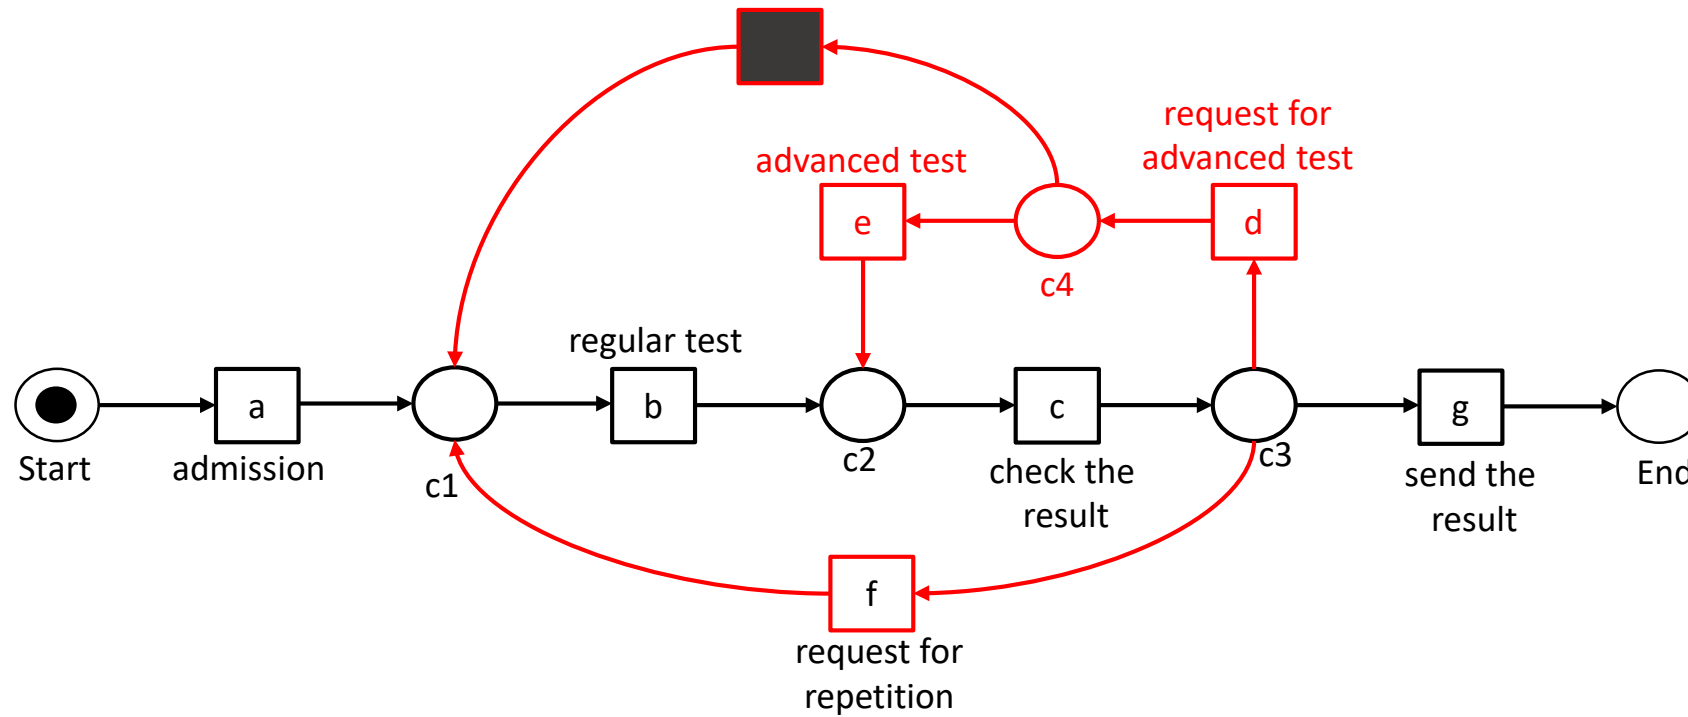 request for
advanced test
advanced test
e
d
c4
regular test
a
b
c
g
Start
admission
c1
c2
check the
result
c3
send the
result
End
f
request for
repetition